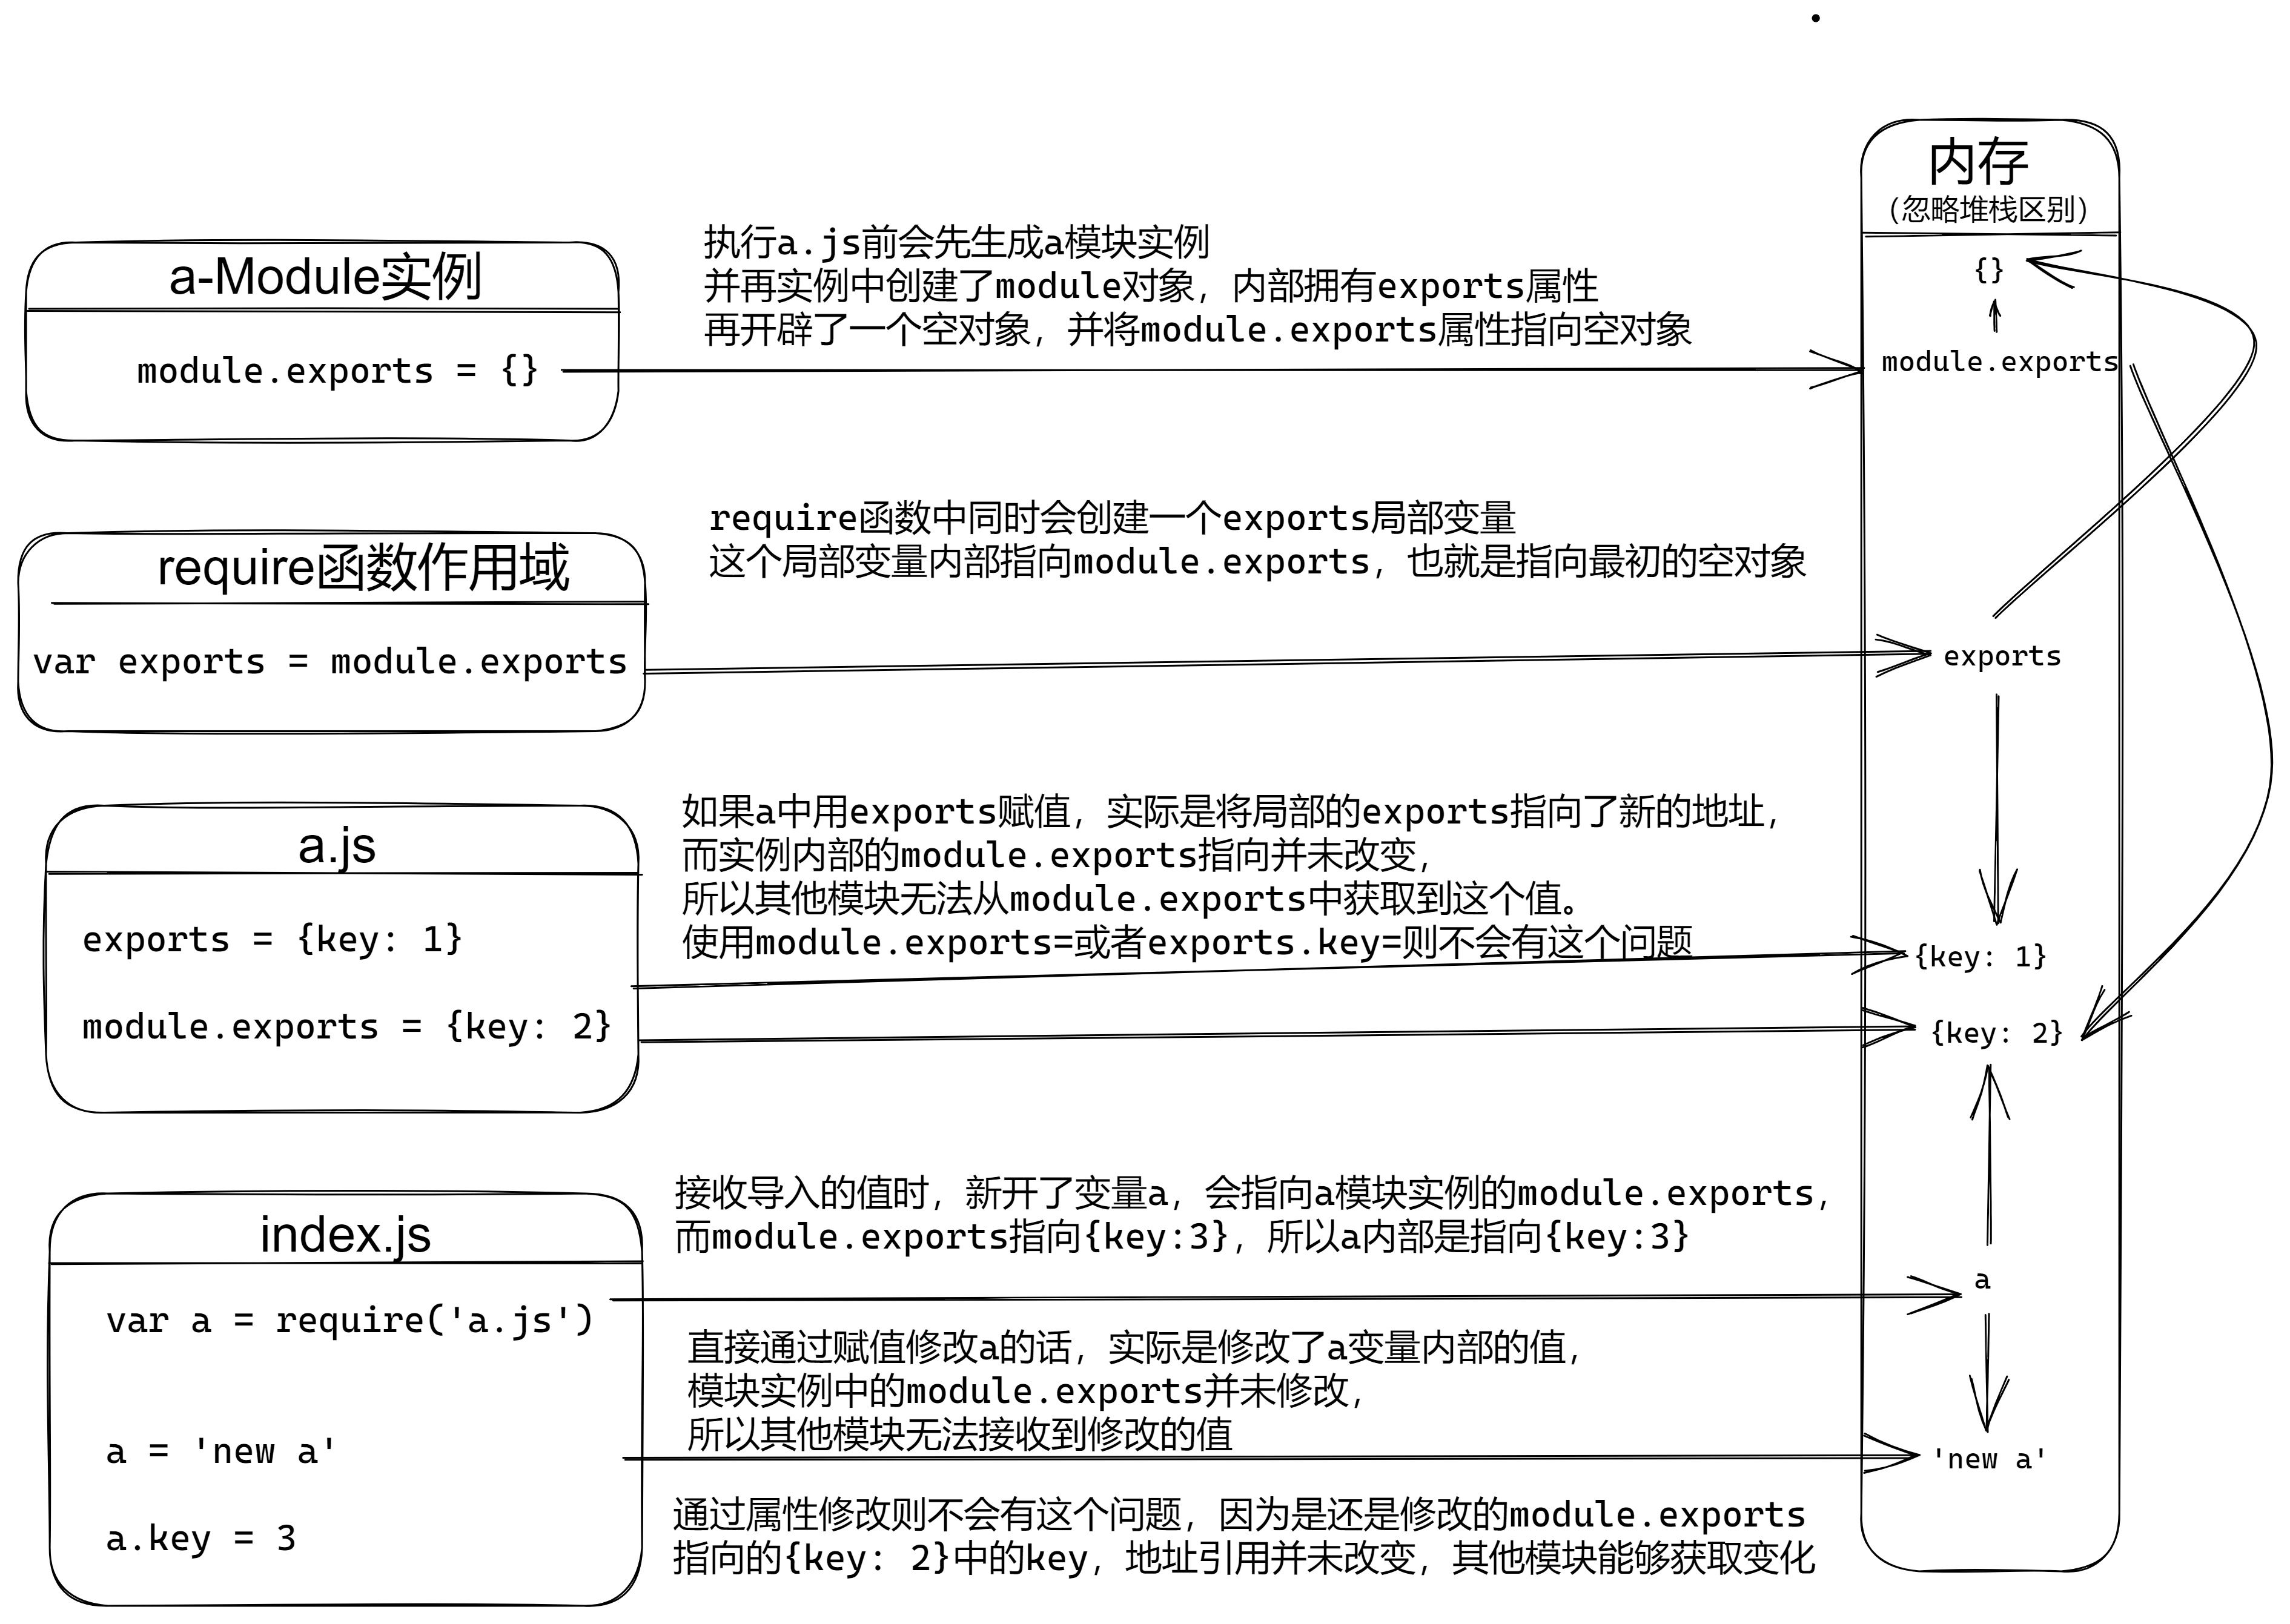 内存
（忽略堆栈区别）
a-Module实例
module.exports = {}
执行a.js前会先生成a模块实例
并再实例中创建了module对象，内部拥有exports属性
再开辟了一个空对象，并将module.exports属性指向空对象
{}
module.exports
require函数作用域
var exports = module.exports
require函数中同时会创建一个exports局部变量
这个局部变量内部指向module.exports，也就是指向最初的空对象
exports
a.js
exports = {key: 1}
module.exports = {key: 2}
如果a中用exports赋值，实际是将局部的exports指向了新的地址，
而实例内部的module.exports指向并未改变，
所以其他模块无法从module.exports中获取到这个值。
使用module.exports=或者exports.key=则不会有这个问题
{key: 1}
{key: 2}
index.js
var a = require('a.js')
a = 'new a'
a.key = 3
接收导入的值时，新开了变量a，会指向a模块实例的module.exports，
而module.exports指向{key:3}，所以a内部是指向{key:3}
a
直接通过赋值修改a的话，实际是修改了a变量内部的值，
模块实例中的module.exports并未修改，
所以其他模块无法接收到修改的值
'new a'
通过属性修改则不会有这个问题，因为是还是修改的module.exports
指向的{key: 2}中的key，地址引用并未改变，其他模块能够获取变化